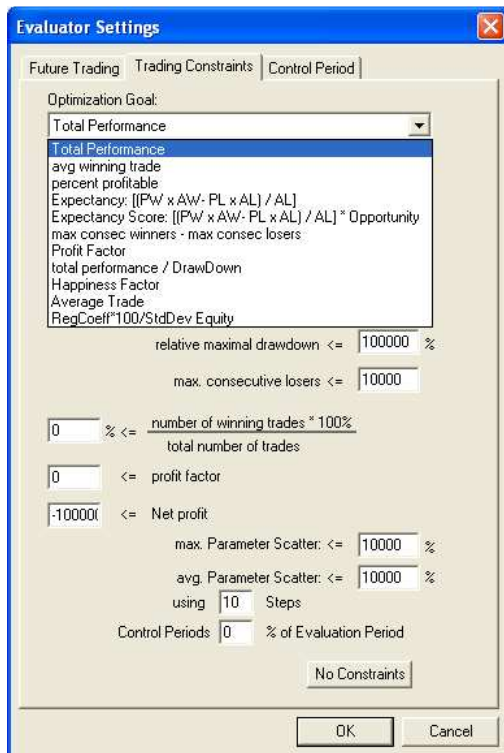 Evaluator Settings
Future Trading Trading Constraints Control Period
Optimization Goal:
Total Performance
Total Performance
avg winning trade
percent profitable
Expectancy: [(PW x AW- PL x AL) / AL]
Expectancy Score: [(PW x AW- PL x AL) / AL] * Opportunity
max consec winners - max consec losers
Profit Factor
total performance / DrawDown
Happiness Factor
Average Trade
RegCoeff*100/StdDev Equity
relative maximal drawdown <= 100000 %
max. consecutive losers <= 10000
0 % <= number of winning trades * 100%
total number of trades
0 <= profit factor
-10000( <= Net profit
max. Parameter Scatter: <= 10000 %
avg. Parameter Scatter: <= 10000 %
using 10 Steps
Control Periods 0 % of Evaluation Period
No Constraints
OK Cancel